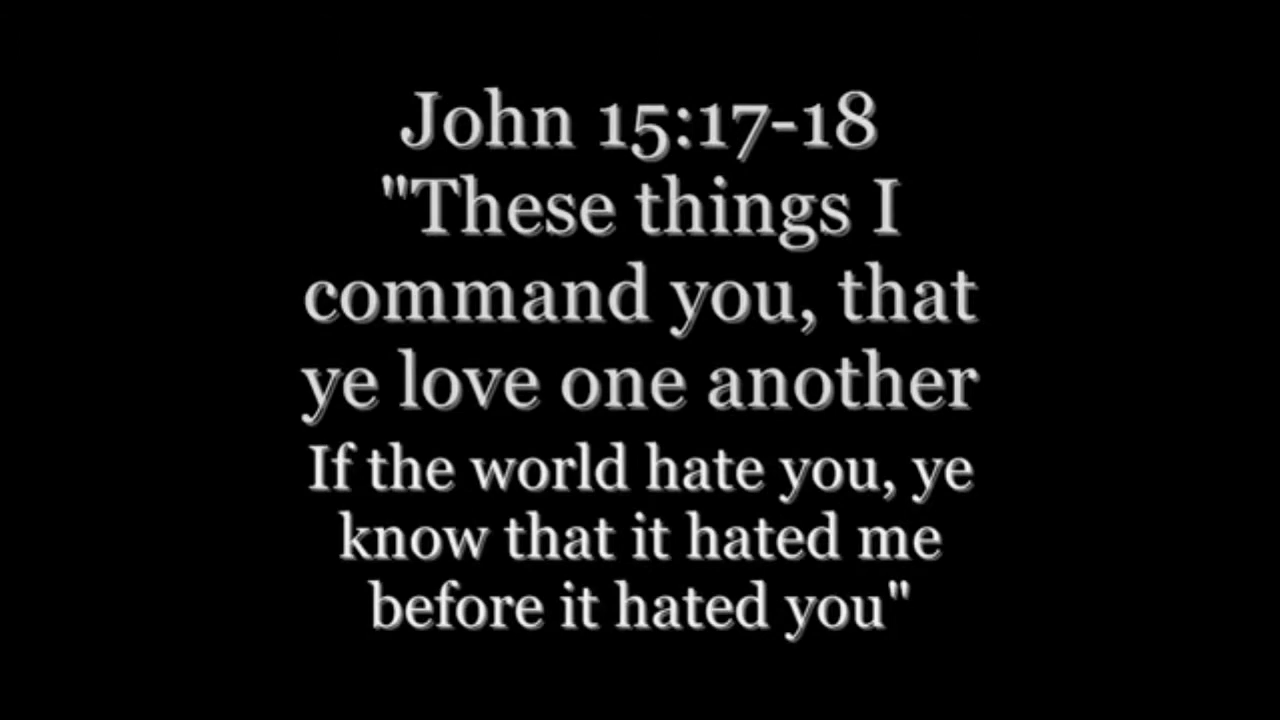 John 15:17-18
"These things I
command you, that
ye love one another
If the world hate you, ye
know that it hated me
before it hated you"